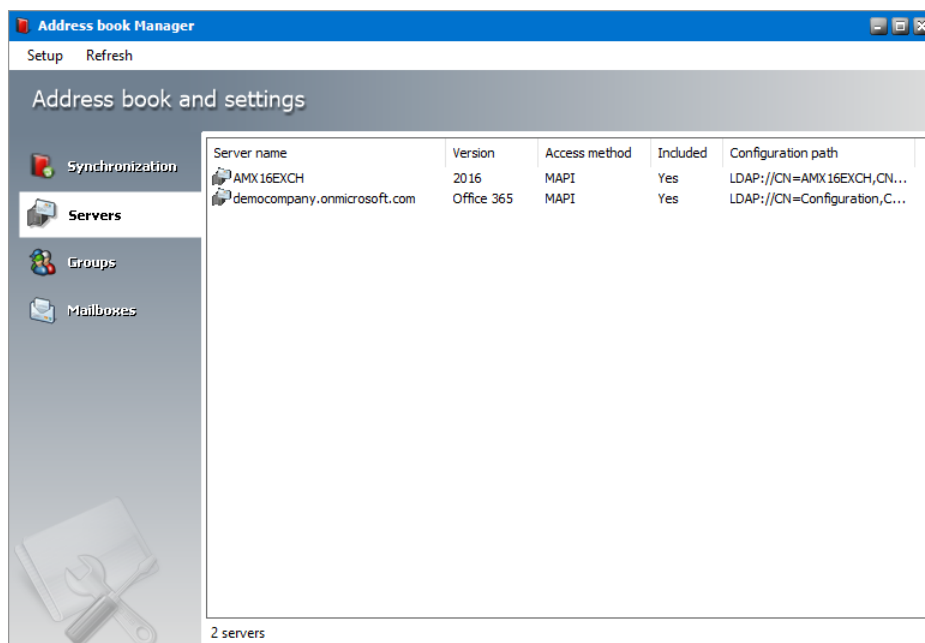 Address book Manager
Setup Refresh
Address book and settings
Synchronization
Servers
Groups
Mailboxes
Server name Version Access method Included Configuration path
AMX16EXCH 2016 MAPI Yes LDAP://CN=AMX16EXCH,CN...
democompany.onmicrosoft.com Office 365 MAPI Yes LDAP://CN=Configuration,C...
2 servers